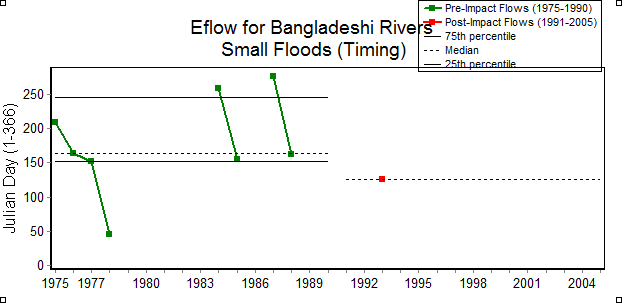 Eflow for Bangladeshi Rivers
Small Floods (Timing)
Pre-Impact Flows (1975-1990)
Post-Impact Flows (1991-2005)
75th percentile
Median
25th percentile
Julian Day (1-366)
250
200
150
100
50
0
1975 1977 1980 1983 1986 1989 1992 1995 1998 2001 2004